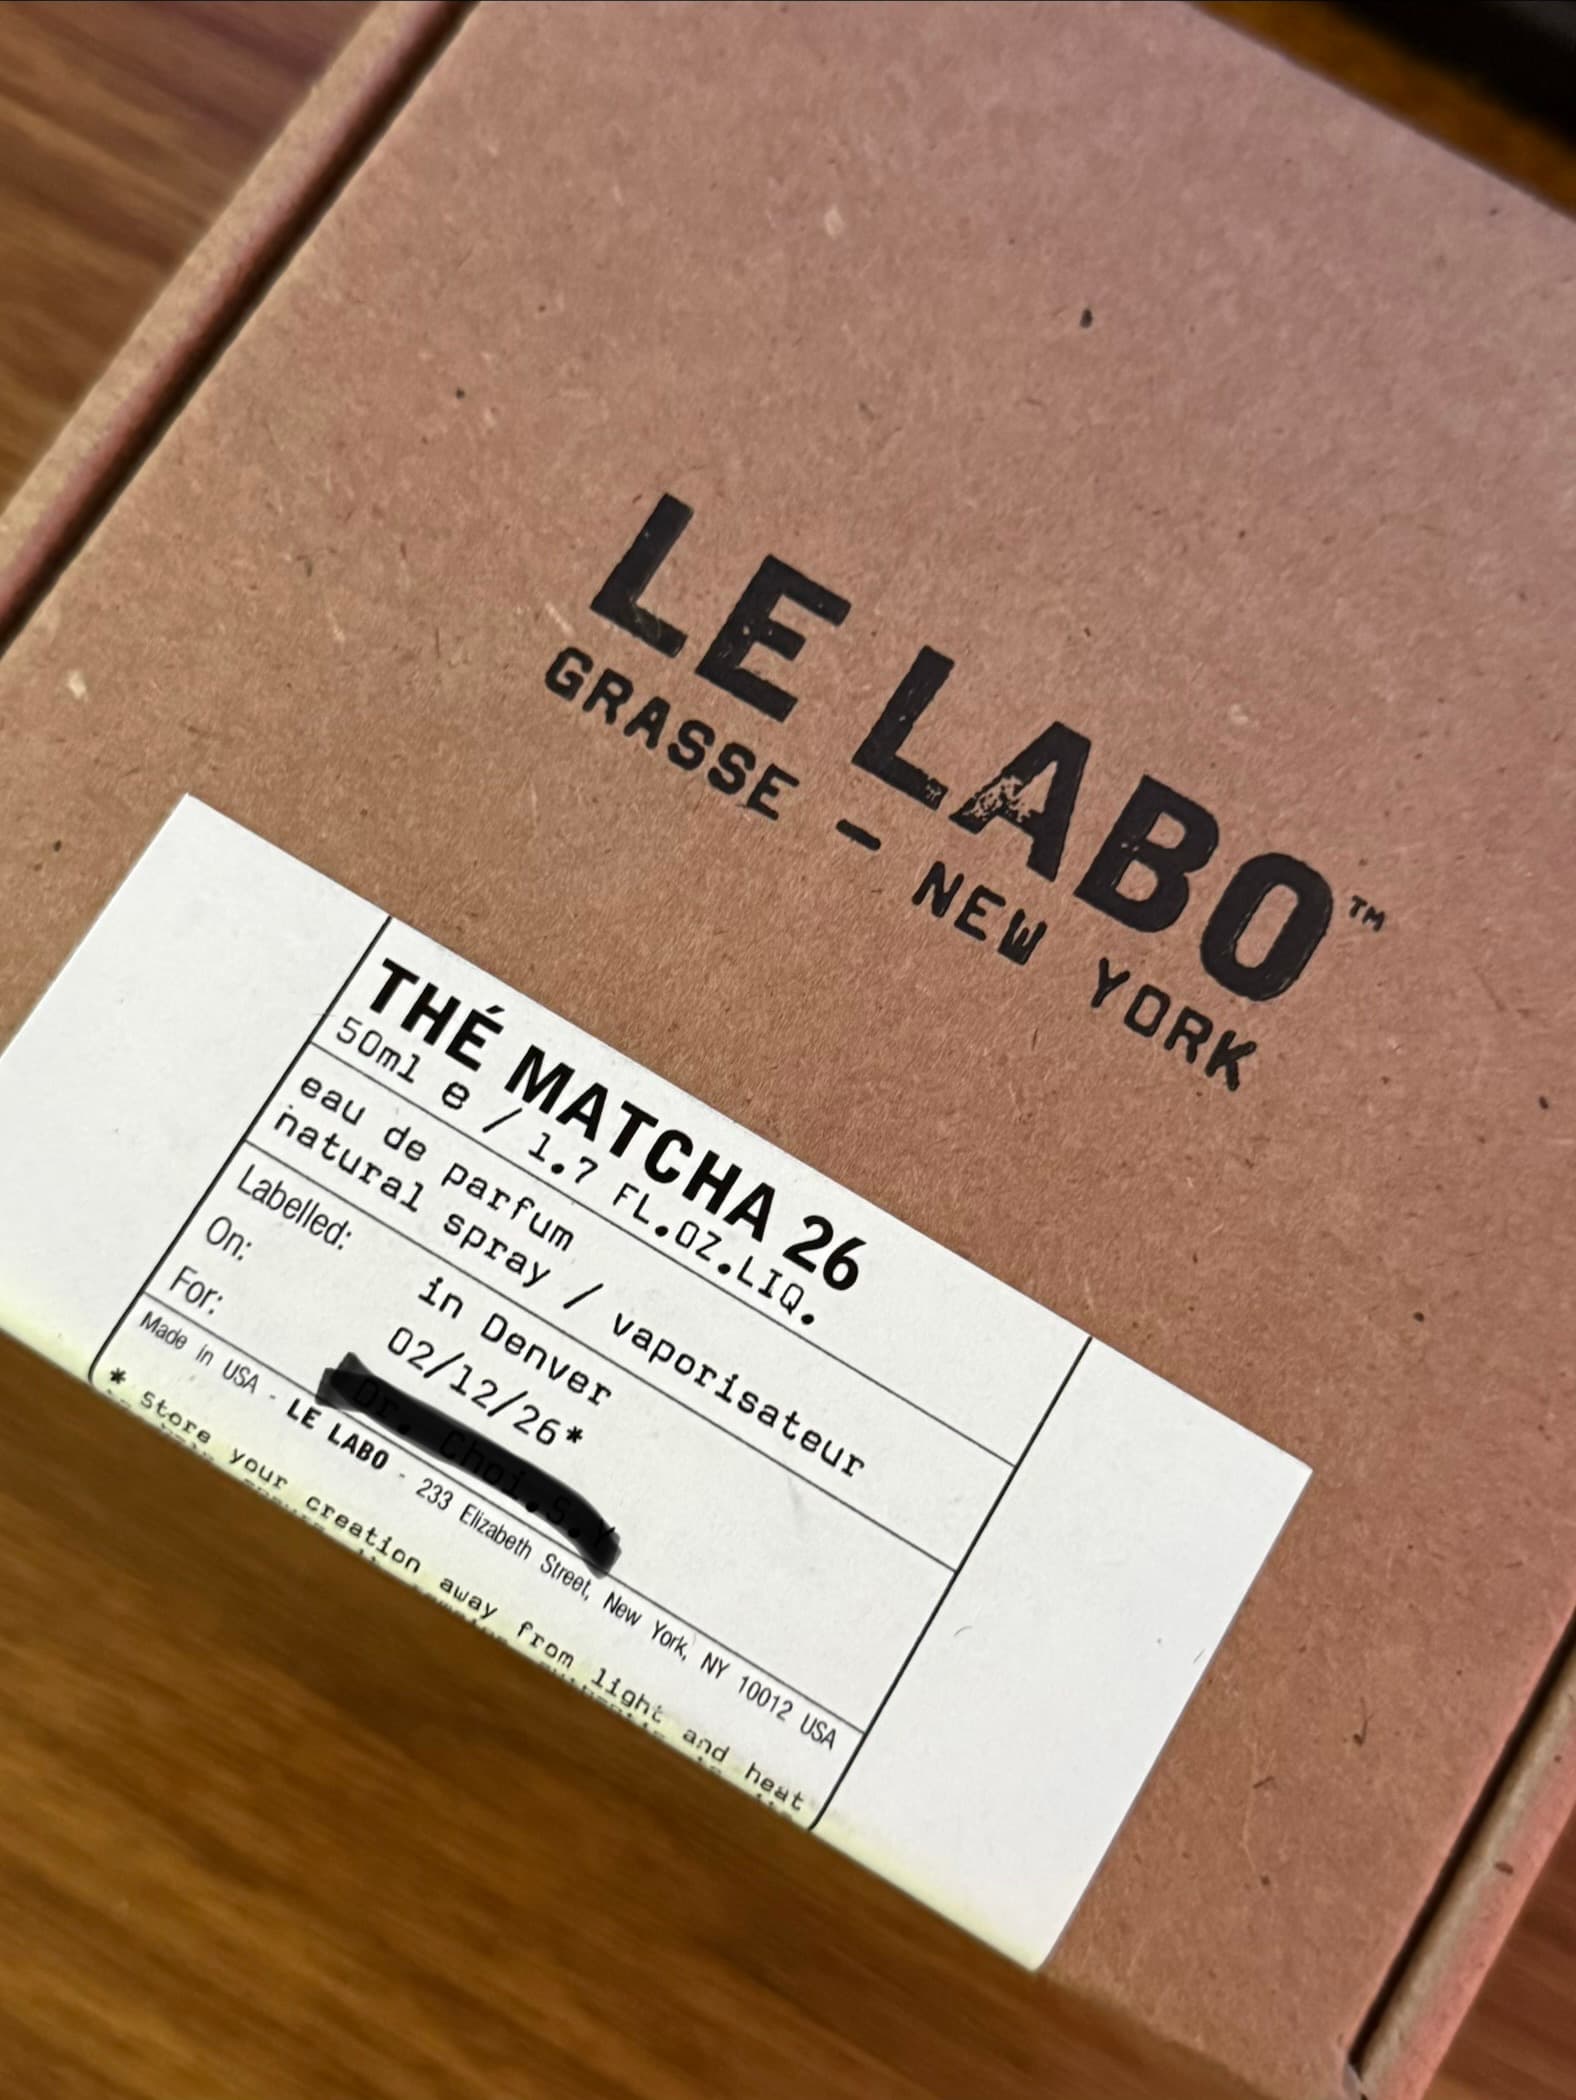 LE LABO™
GRASSE - NEW YORK
THÉ MATCHA 26
50ml e / 1.7 FL.OZ.LIQ.
eau de parfum
natural spray / vaporisateur
Labelled: in Denver
On: 02/12/26*
For:
Made in USA - LE LABO - 233 Elizabeth Street, New York, NY 10012 USA
* store your creation away from light and heat